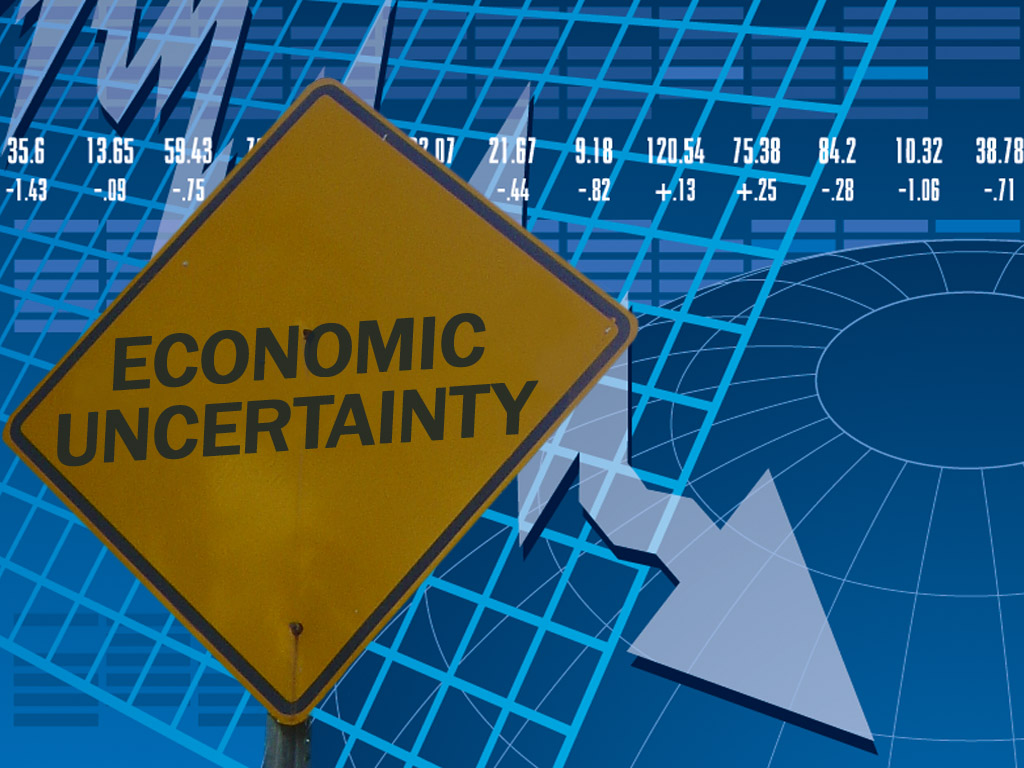 35.6 13.65 59.43 21.67 9.18 120.54 75.38 84.2 10.32 38.78
-1.43 -.09 -.75 -.44 -.82 +.13 +.25 -.28 -1.06 -.71
ECONOMIC
UNCERTAINTY